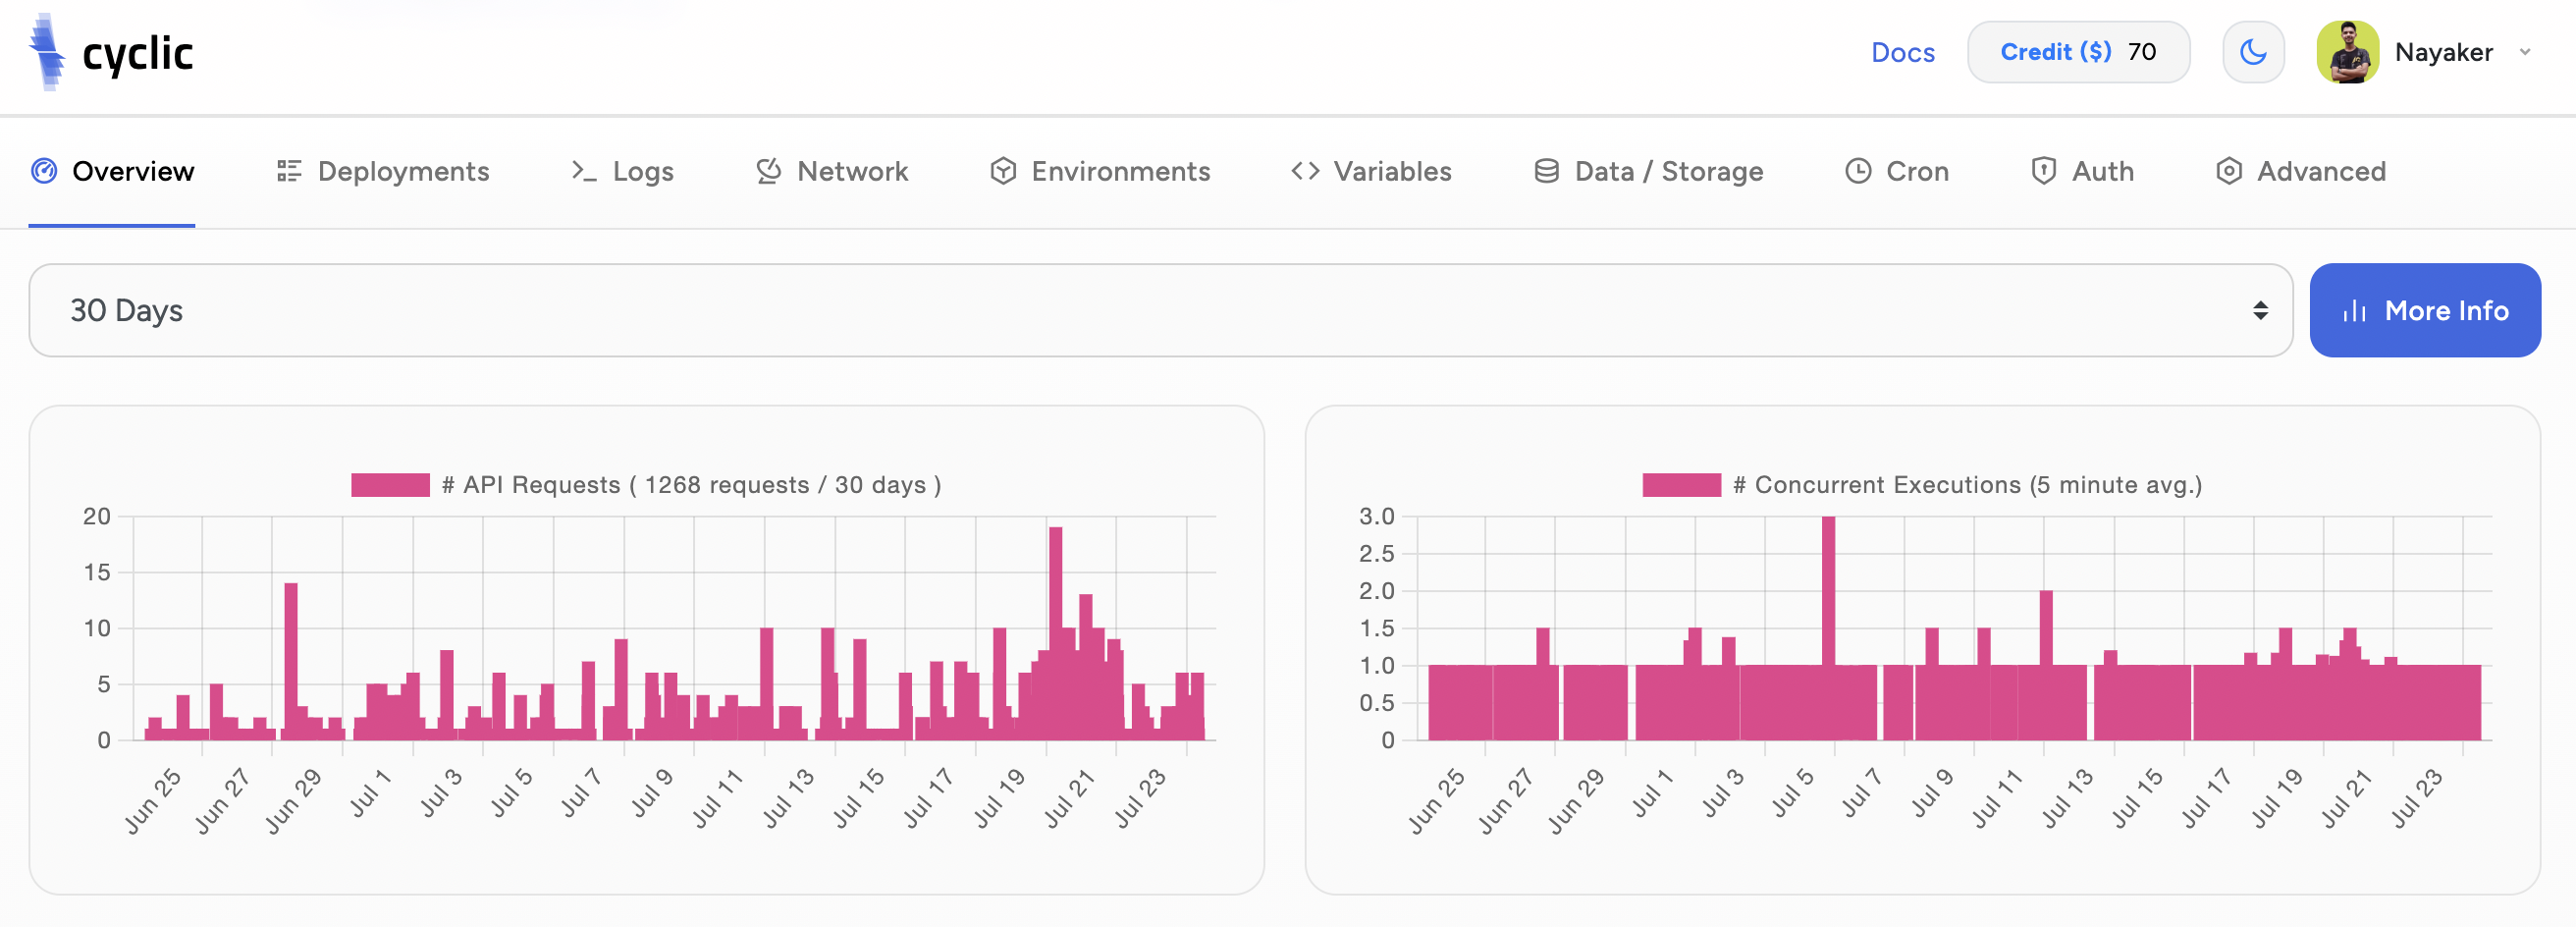 cyclic
Docs
Credit ($) 70
Nayaker
Overview
Deployments
Logs
Network
Environments
Variables
Data / Storage
Cron
Auth
Advanced
30 Days
More Info
# API Requests ( 1268 requests / 30 days )
20
15
10
5
0
Jun 25
Jun 27
Jun 29
Jul 1
Jul 3
Jul 5
Jul 7
Jul 9
Jul 11
Jul 13
Jul 15
Jul 17
Jul 19
Jul 21
Jul 23
# Concurrent Executions (5 minute avg.)
3.0
2.5
2.0
1.5
1.0
0.5
0
Jun 25
Jun 27
Jun 29
Jul 1
Jul 3
Jul 5
Jul 7
Jul 9
Jul 11
Jul 13
Jul 15
Jul 17
Jul 19
Jul 21
Jul 23